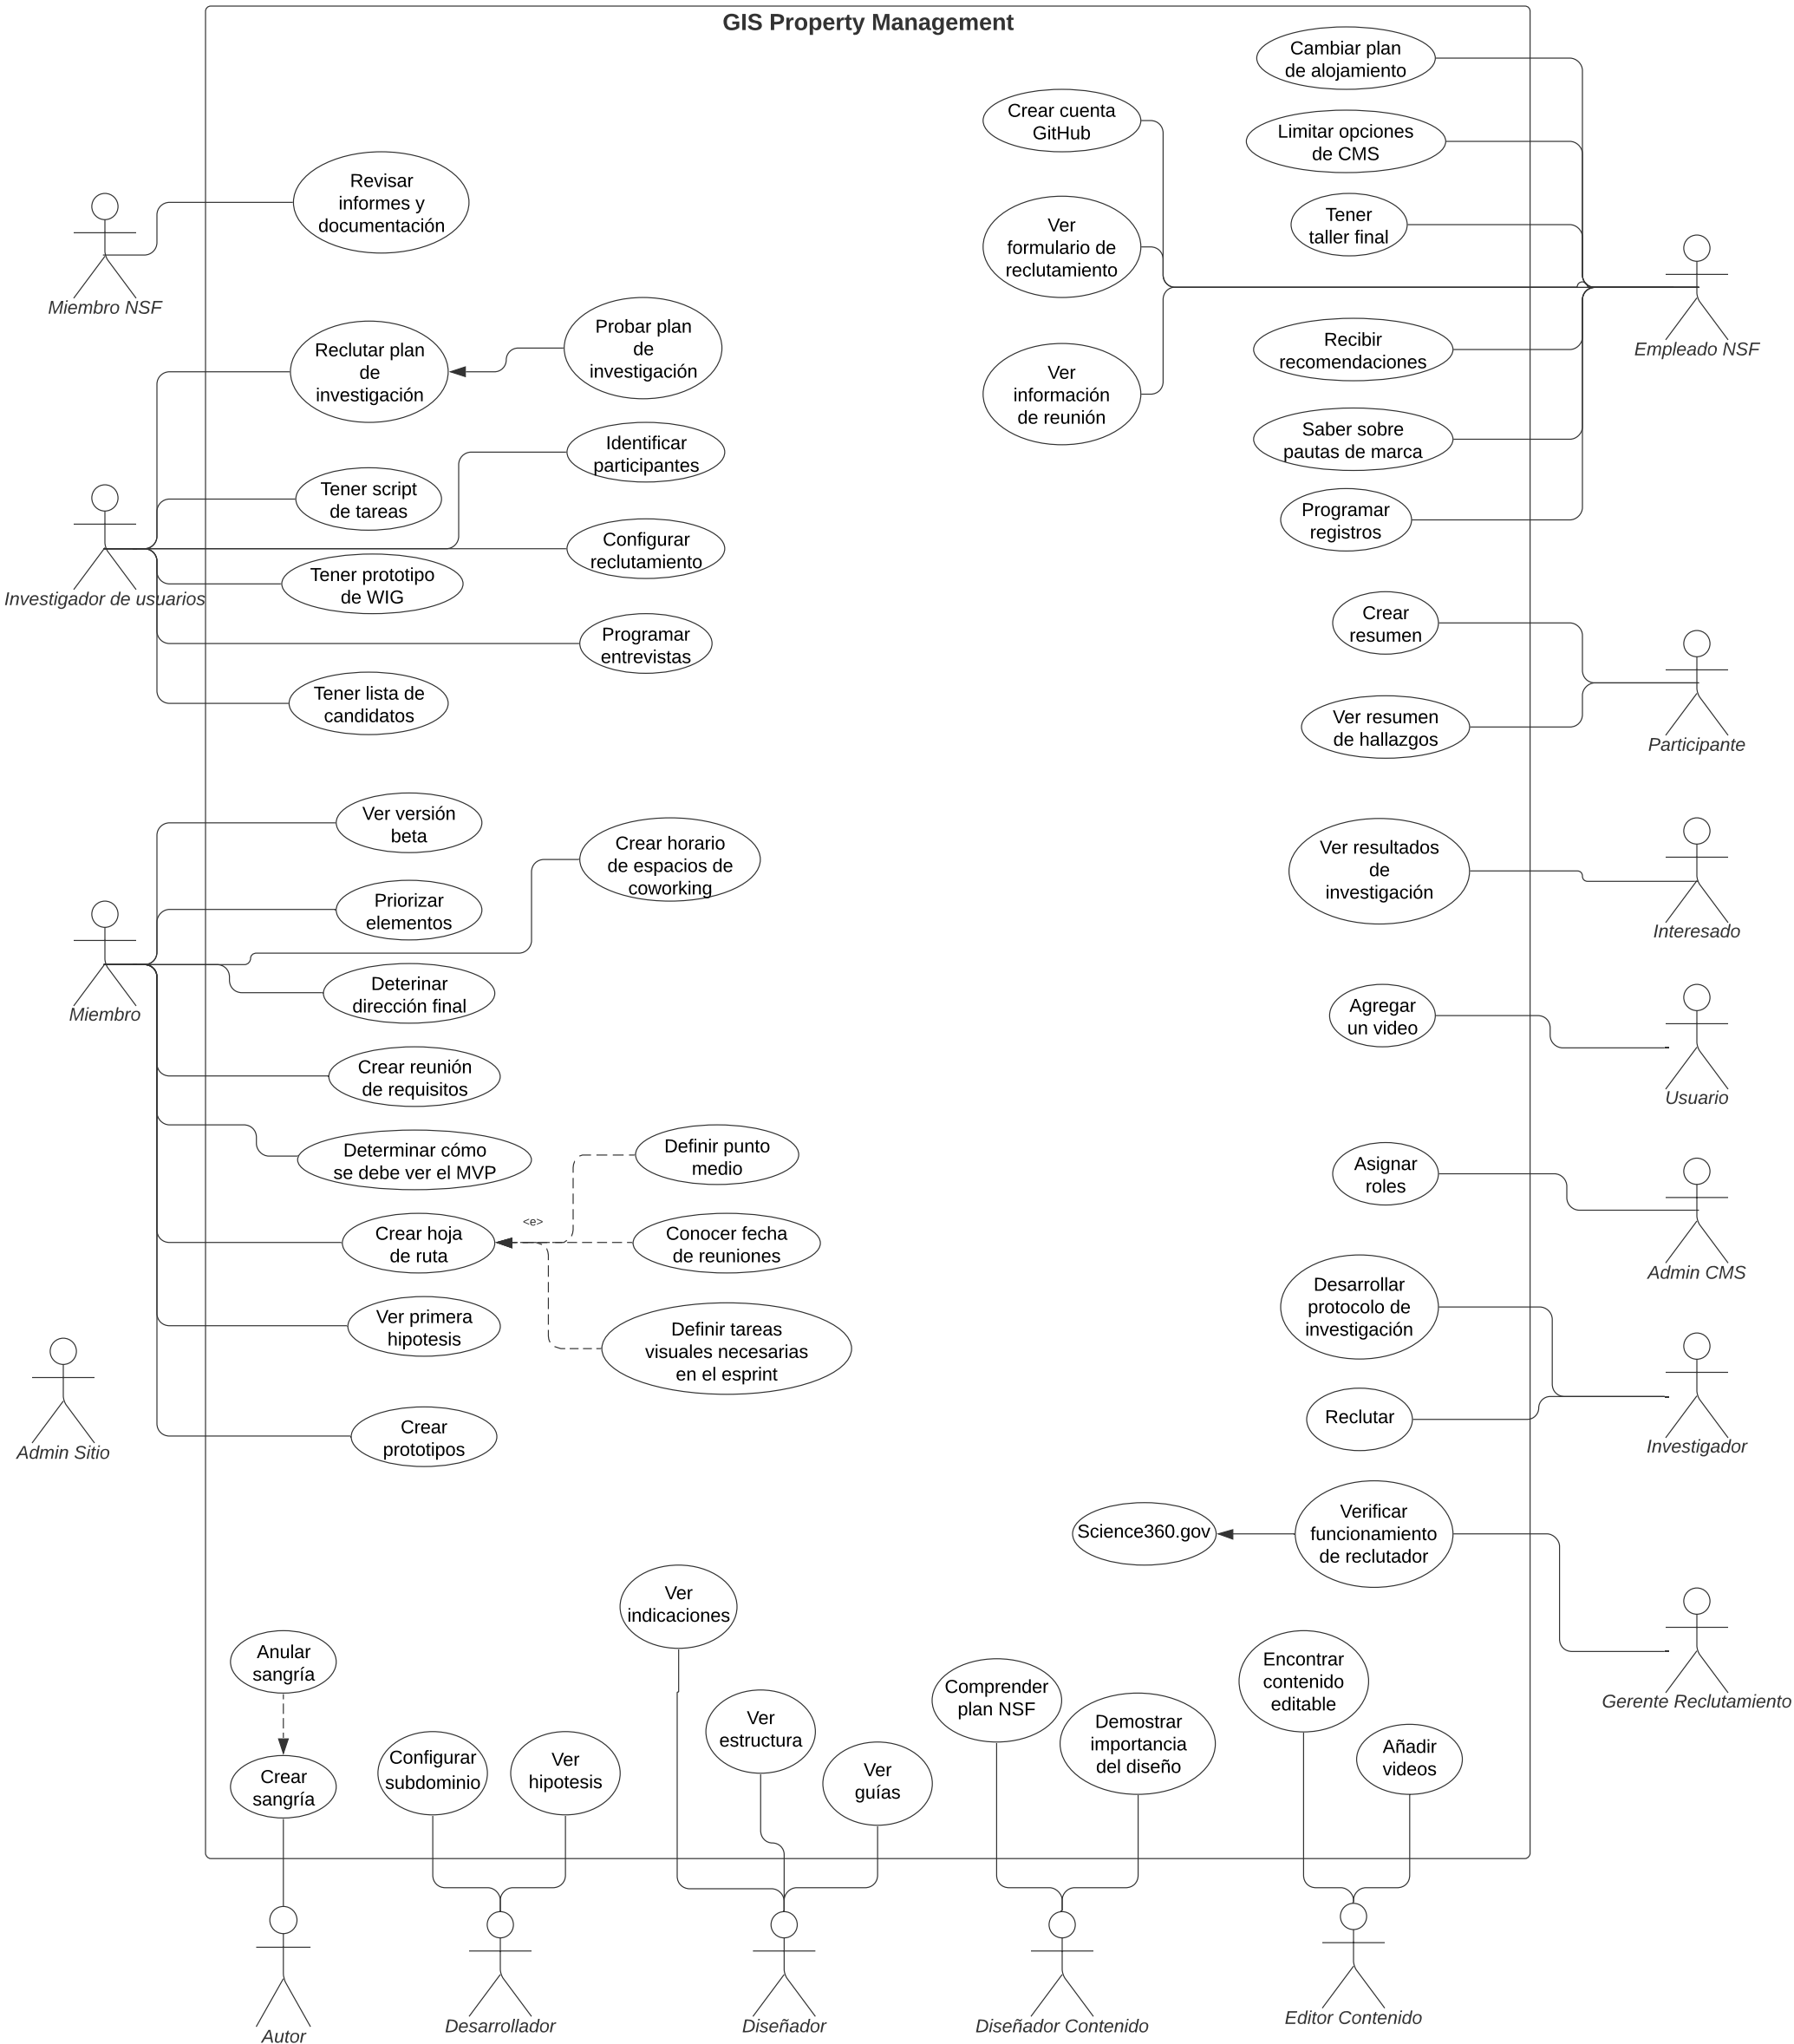 GIS Property Management
Cambiar plan
de alojamiento
Crear cuenta
GitHub
Limitar opciones
de CMS
Revisar
informes y
documentación
Tener
taller final
Ver
formulario de
reclutamiento
Miembro NSF
Empleado NSF
Reclutar plan
de
investigación
Probar plan
de
investigación
Recibir
recomendaciones
Ver
información
de reunión
Identificar
participantes
Saber sobre
pautas de marca
Tener script
de tareas
Programar
registros
Configurar
reclutamiento
Investigador de usuarios
Tener prototipo
de WIG
Programar
entrevistas
Crear
resumen
Tener lista de
candidatos
Ver resumen
de hallazgos
Participante
Ver versión
beta
Crear horario
de espacios de
coworking
Ver resultados
de
investigación
Priorizar
elementos
Interesado
Deterinar
dirección final
Miembro
Agregar
un video
Crear reunión
de requisitos
Usuario
Determinar cómo
se debe ver el MVP
Definir punto
medio
Asignar
roles
Crear hoja
de ruta
<e>
Conocer fecha
de reuniones
Admin CMS
Ver primera
hipotesis
Definir tareas
visuales necesarias
en el esprint
Desarrollar
protocolo de
investigación
Admin Sitio
Crear
prototipos
Reclutar
Investigador
Science360.gov
Verificar
funcionamiento
de reclutador
Ver
indicaciones
Anular
sangría
Encontrar
contenido
editable
Gerente Reclutamiento
Comprender
plan NSF
Ver
estructura
Demostrar
importancia
del diseño
Crear
sangría
Configurar
subdominio
Ver
hipotesis
Ver
guías
Añadir
videos
Autor
Desarrollador
Diseñador
Diseñador Contenido
Editor Contenido